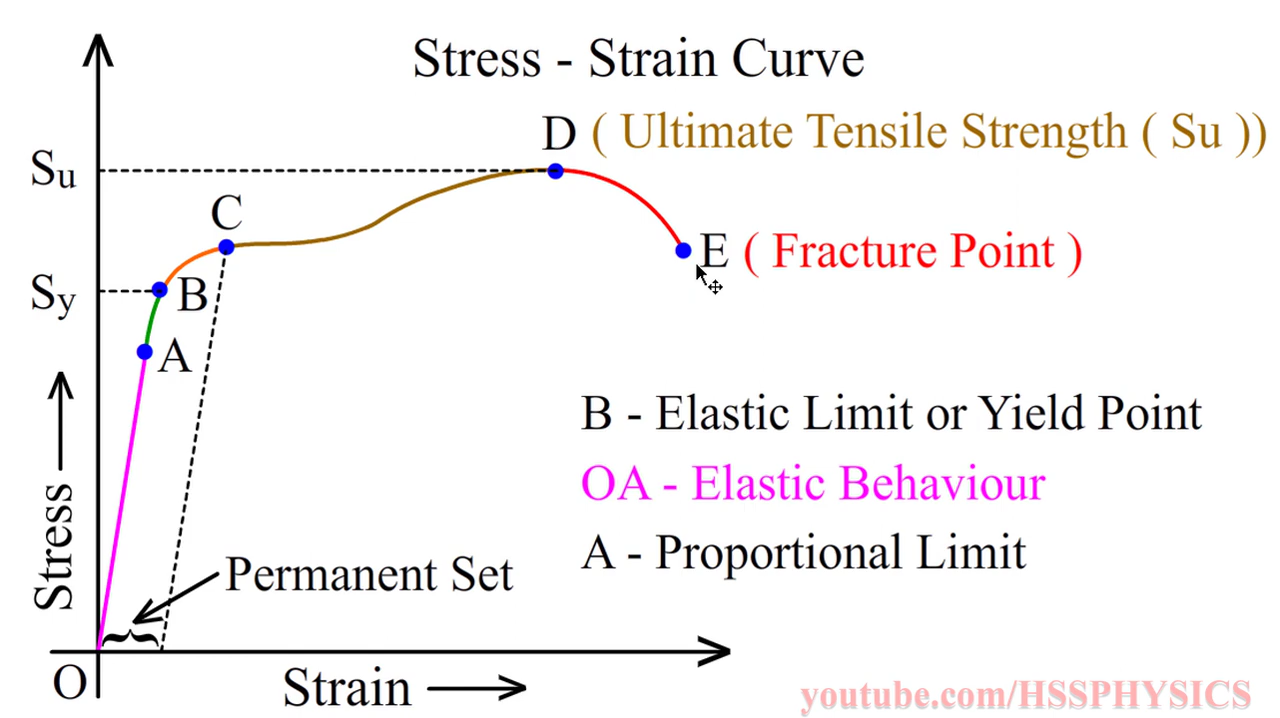 Stress - Strain Curve
D ( Ultimate Tensile Strength ( Su ))
Su
C
E ( Fracture Point )
Sy
B
A
B - Elastic Limit or Yield Point
OA - Elastic Behaviour
A - Proportional Limit
Stress
Permanent Set
O
Strain
youtube.com/HSSPHYSICS